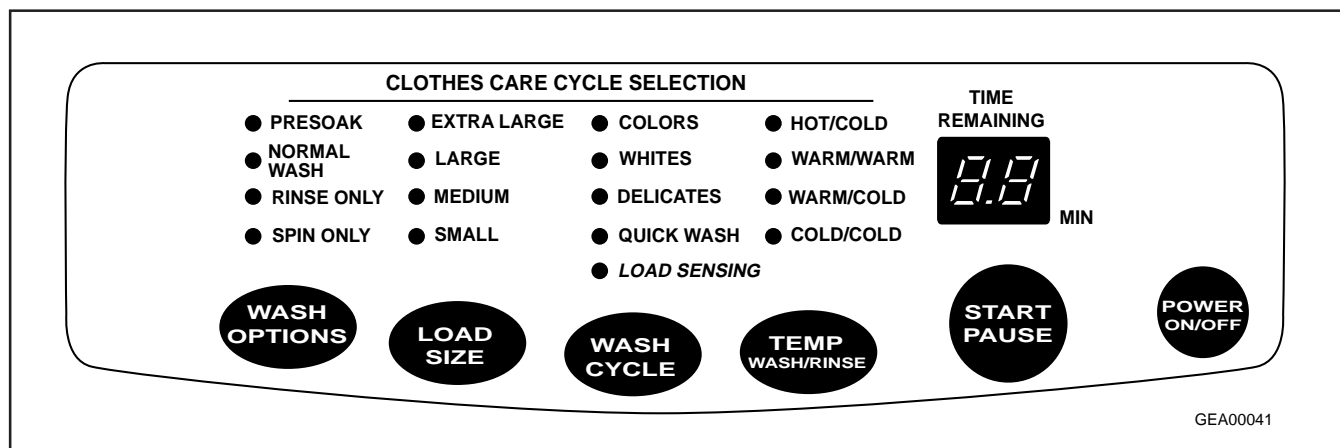 CLOTHES CARE CYCLE SELECTION
PRESOAK
NORMAL
WASH
RINSE ONLY
SPIN ONLY
EXTRA LARGE
LARGE
MEDIUM
SMALL
COLORS
WHITES
DELICATES
QUICK WASH
LOAD SENSING
HOT/COLD
WARM/WARM
WARM/COLD
COLD/COLD
TIME
REMAINING
8.8
MIN
WASH
OPTIONS
LOAD
SIZE
WASH
CYCLE
TEMP
WASH/RINSE
START
PAUSE
POWER
ON/OFF
GEA00041